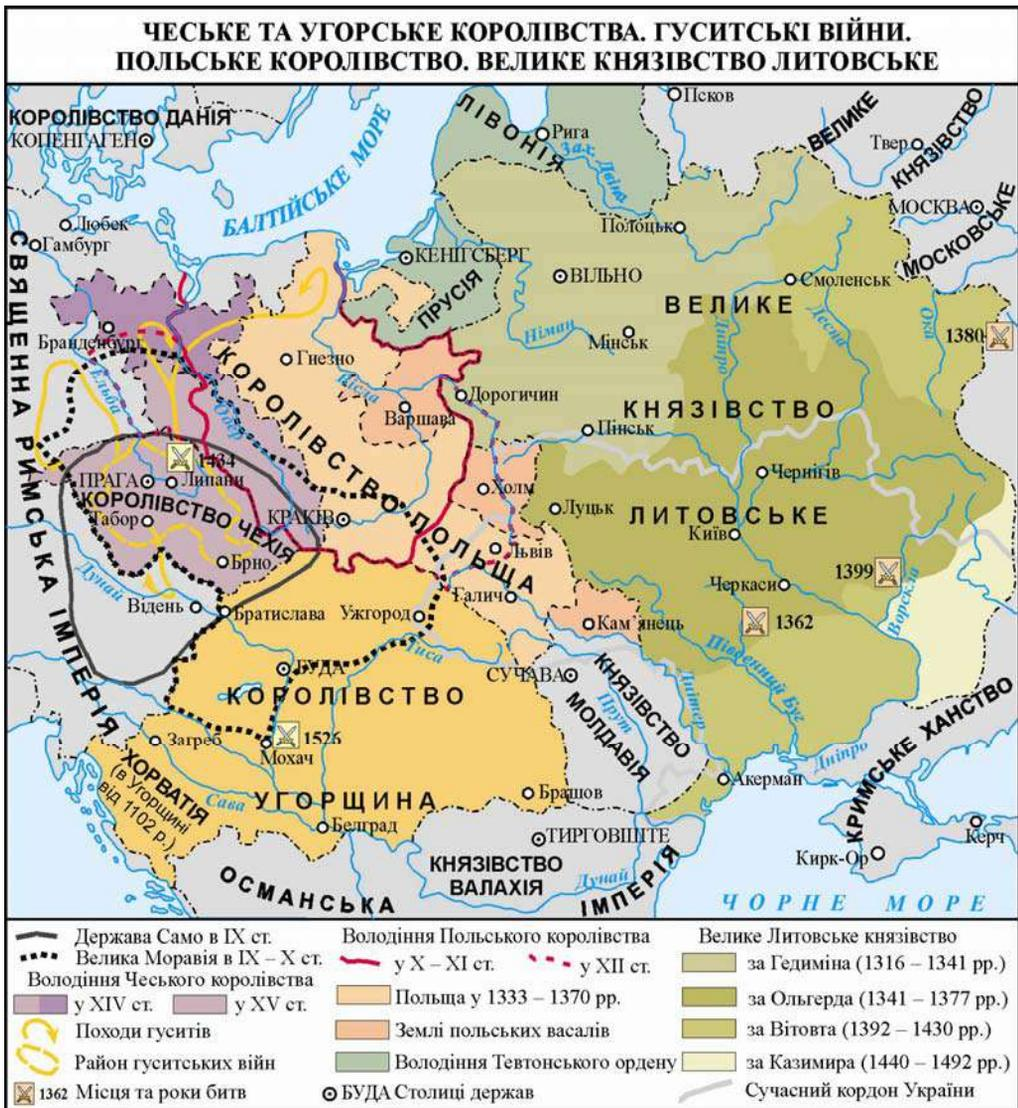 ЧЕСЬКЕ ТА УГОРСЬКЕ КОРОЛІВСТВА. ГУСИТСЬКІ ВІЙНИ.
ПОЛЬСЬКЕ КОРОЛІВСТВО. ВЕЛИКЕ КНЯЗІВСТВО ЛИТОВСЬКЕ
КОРОЛІВСТВО ДАНІЯ
КОПЕНГАГЕН
БАЛТІЙСЬКЕ МОРЕ
ЛІВОНІЯ
Рига
Зах. Двіна
Псков
ВЕЛИКЕ
КНЯЗІВСТВО
МОСКОВСЬКЕ
Твер
МОСКВА
Полоцьк
Любек
Гамбург
КЕНІГСБЕРГ
ПРУСІЯ
ВІЛЬНО
Смоленськ
СВЯЩЕННА РИМСЬКА ІМПЕРІЯ
ВЕЛИКЕ
Німан
Мінськ
Дніпро
Десна
Ока
1380
Бранденбург
Гнезно
Ельба
Одер
Вісла
Варшава
Дорогичин
КНЯЗІВСТВО
Пінськ
КОРОЛІВСТВО ПОЛЬЩА
1434
ПРАГА
Липани
КОРОЛІВСТВО ЧЕХІЯ
Табор
КРАКІВ
Холм
Луцьк
Чернігів
ЛИТОВСЬКЕ
Київ
Львів
Брно
Дунай
Відень
Братислава
Ужгород
Галич
Кам'янець
Черкаси
1399
1362
Ворскла
Південний Буг
БУДА
Тиса
СУЧАВА
КНЯЗІВСТВО
МОЛДАВІЯ
Прут
Дністер
КОРОЛІВСТВО
УГОРЩИНА
1526
Загреб
Мохач
ХОРВАТІЯ
(в Угорщині
від 1102 р.)
Сава
Белград
Брашов
Акерман
Дніпро
КРИМСЬКЕ ХАНСТВО
Керч
Кирк-Ор
ТИРГОВІШТЕ
КНЯЗІВСТВО
ВАЛАХІЯ
Дунай
ОСМАНСЬКА
ІМПЕРІЯ
ЧОРНЕ МОРЕ
Держава Само в IX ст.
Велика Моравія в IX – X ст.
Володіння Чеського королівства
у XIV ст.
у XV ст.
Походи гуситів
Район гуситських війн
1362 Місця та роки битв
Володіння Польського королівства
у X – XI ст.
у XII ст.
Польща у 1333 – 1370 рр.
Землі польських васалів
Володіння Тевтонського ордену
БУДА Столиці держав
Велике Литовське князівство
за Гедиміна (1316 – 1341 рр.)
за Ольгерда (1341 – 1377 рр.)
за Вітовта (1392 – 1430 рр.)
за Казимира (1440 – 1492 рр.)
Сучасний кордон України